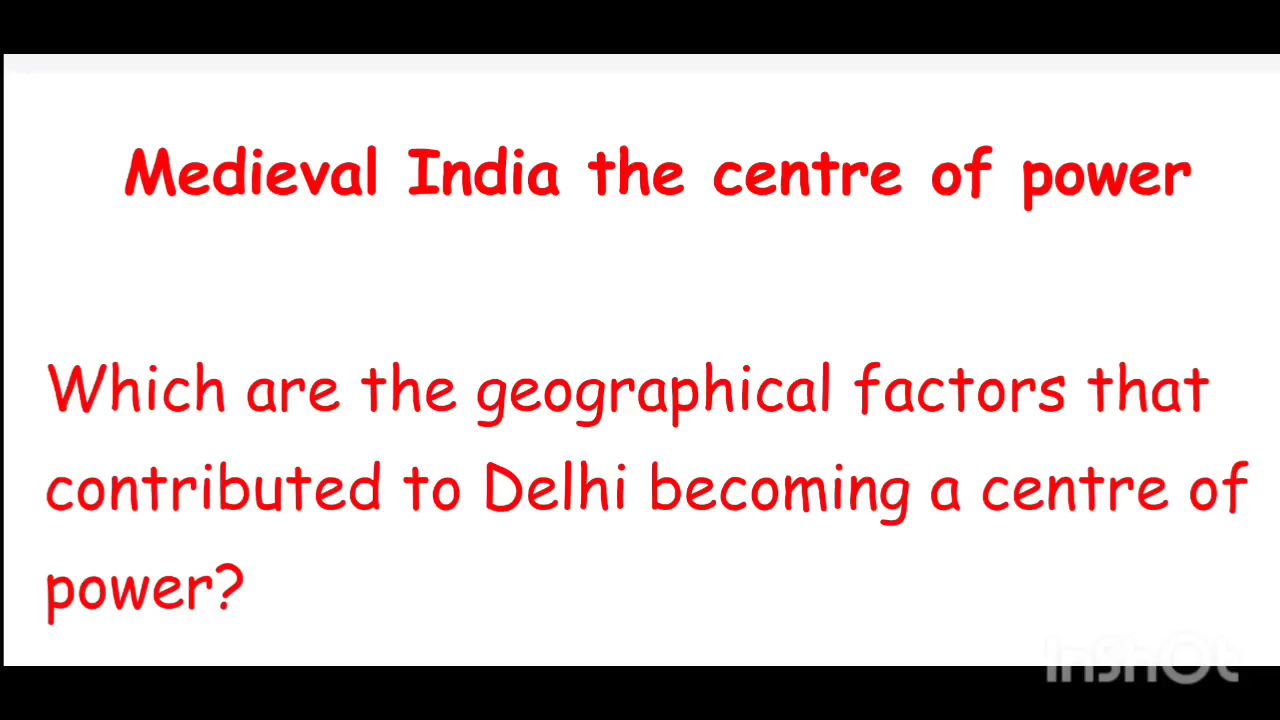 Medieval India the centre of power
Which are the geographical factors that
contributed to Delhi becoming a centre of
power?
InShOt